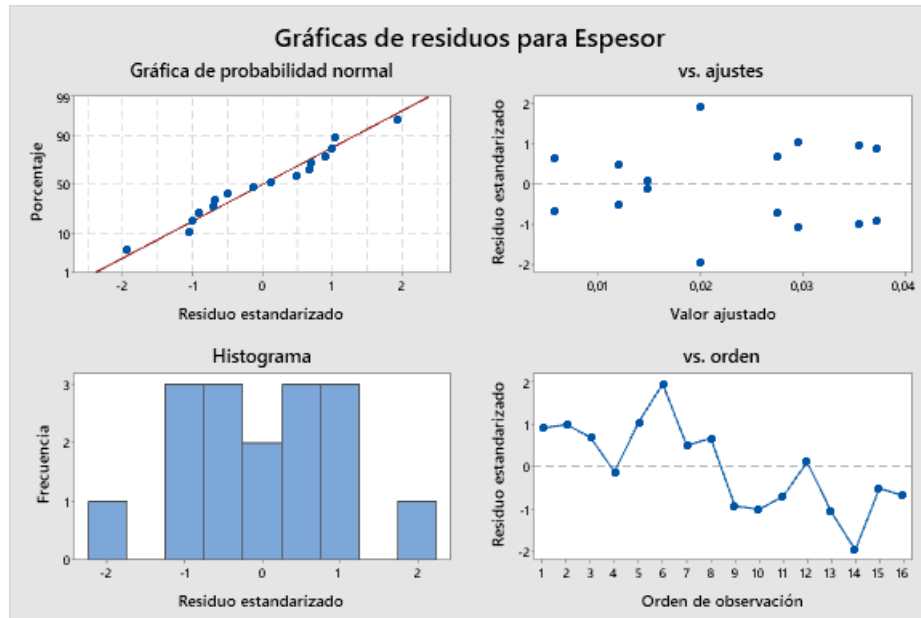 Gráficas de residuos para Espesor
Gráfica de probabilidad normal
99
90
50
10
1
Porcentaje
-2 -1 0 1 2
Residuo estandarizado
vs. ajustes
2
1
0
-1
-2
Residuo estandarizado
0,01 0,02 0,03 0,04
Valor ajustado
Histograma
3
2
1
0
Frecuencia
-2 -1 0 1 2
Residuo estandarizado
vs. orden
2
1
0
-1
-2
Residuo estandarizado
1 2 3 4 5 6 7 8 9 10 11 12 13 14 15 16
Orden de observación